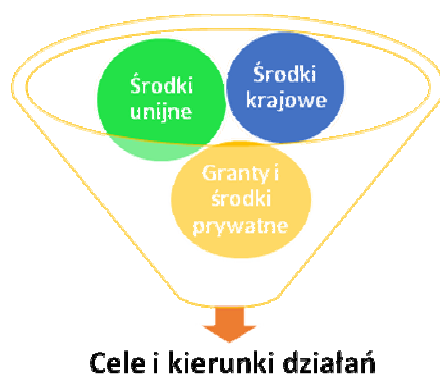 Środki
unijne
Środki
krajowe
Granty i
środki
prywatne
Cele i kierunki działań